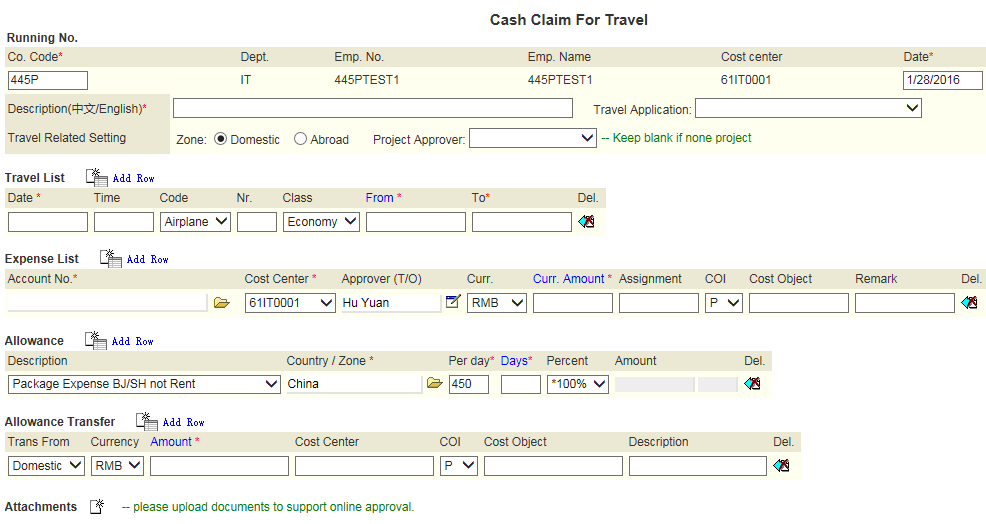 Cash Claim For Travel
Running No.
Co. Code* Dept. Emp. No. Emp. Name Cost center Date*
445P IT 445PTEST1 445PTEST1 61IT0001 1/28/2016
Description(中文/English)* Travel Application:
Travel Related Setting Zone: Domestic Abroad Project Approver: -- Keep blank if none project
Travel List Add Row
Date * Time Code Nr. Class From * To* Del.
Airplane Economy
Expense List Add Row
Account No.* Cost Center * Approver (T/O) Curr. Curr. Amount * Assignment COI Cost Object Remark Del.
61IT0001 Hu Yuan RMB P
Allowance Add Row
Description Country / Zone * Per day* Days* Percent Amount Del.
Package Expense BJ/SH not Rent China 450 *100%
Allowance Transfer Add Row
Trans From Currency Amount * Cost Center COI Cost Object Description Del.
Domestic RMB P
Attachments -- please upload documents to support online approval.